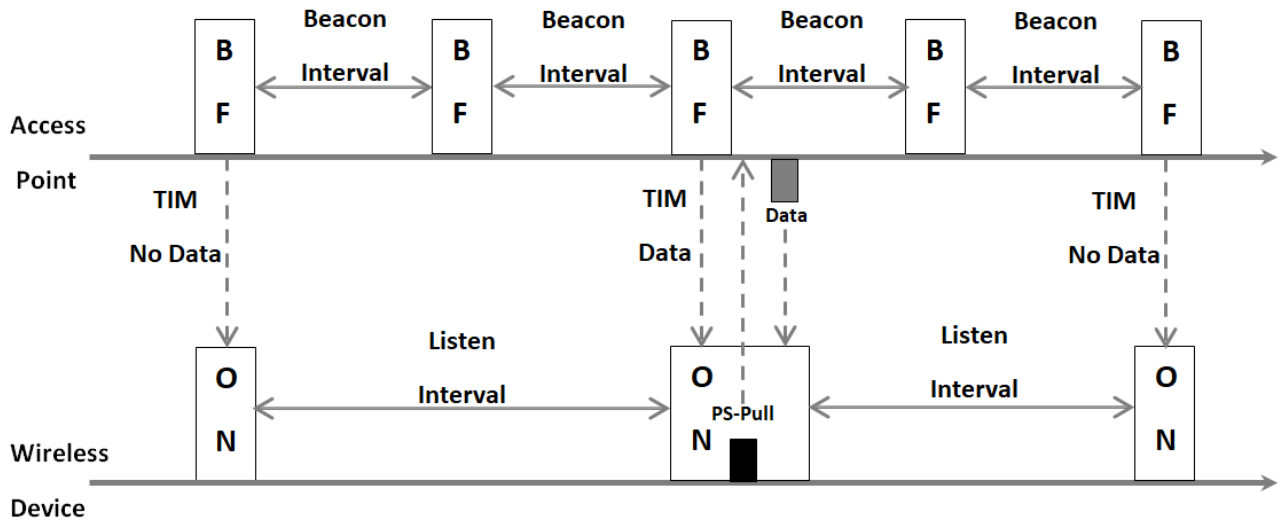 B F
Beacon Interval
B F
Beacon Interval
B F
Beacon Interval
B F
Beacon Interval
B F
Access Point
TIM No Data
TIM Data
Data
TIM No Data
O N
Listen Interval
O N
PS-Pull
Listen Interval
O N
Wireless Device